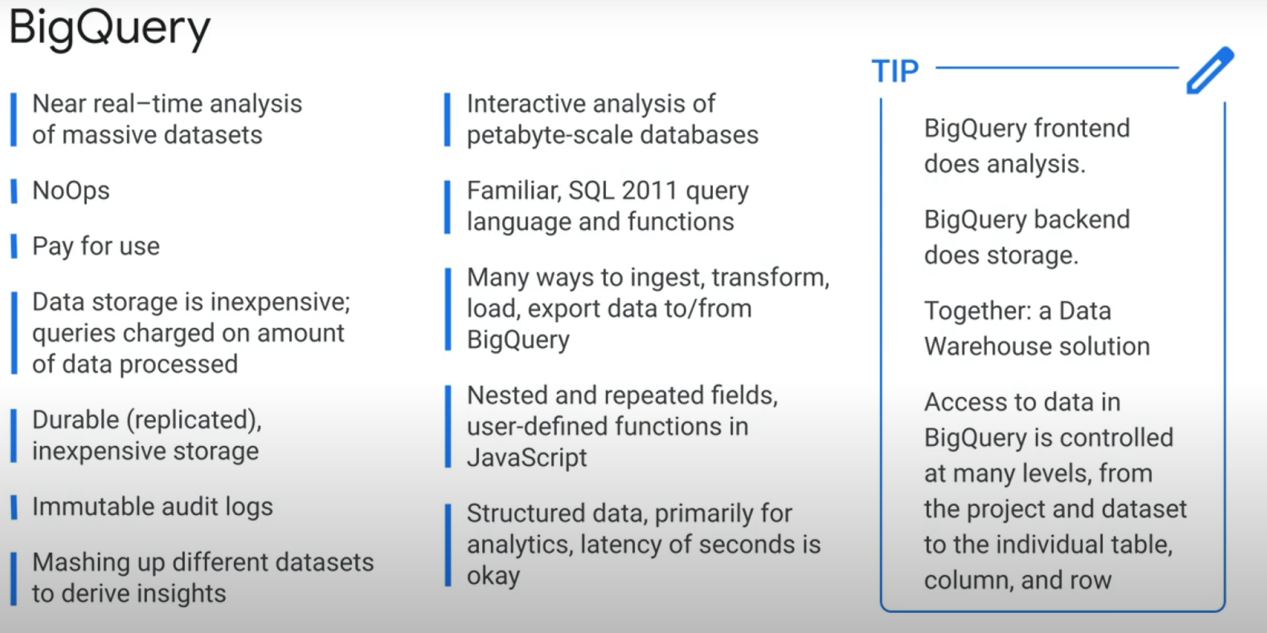 BigQuery
Near real–time analysis
of massive datasets
NoOps
Pay for use
Data storage is inexpensive;
queries charged on amount
of data processed
Durable (replicated),
inexpensive storage
Immutable audit logs
Mashing up different datasets
to derive insights
Interactive analysis of
petabyte-scale databases
Familiar, SQL 2011 query
language and functions
Many ways to ingest, transform,
load, export data to/from
BigQuery
Nested and repeated fields,
user-defined functions in
JavaScript
Structured data, primarily for
analytics, latency of seconds is
okay
TIP
BigQuery frontend
does analysis.
BigQuery backend
does storage.
Together: a Data
Warehouse solution
Access to data in
BigQuery is controlled
at many levels, from
the project and dataset
to the individual table,
column, and row